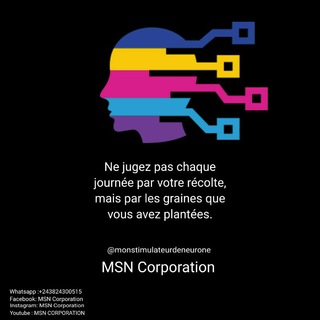 Ne jugez pas chaque
journée par votre récolte,
mais par les graines que
vous avez plantées.
@monstimulateurdeneurone
MSN Corporation
Whatsapp :+243824300515
Facebook: MSN Corporation
Instagram: MSN Corporation
Youtube : MSN CORPORATION